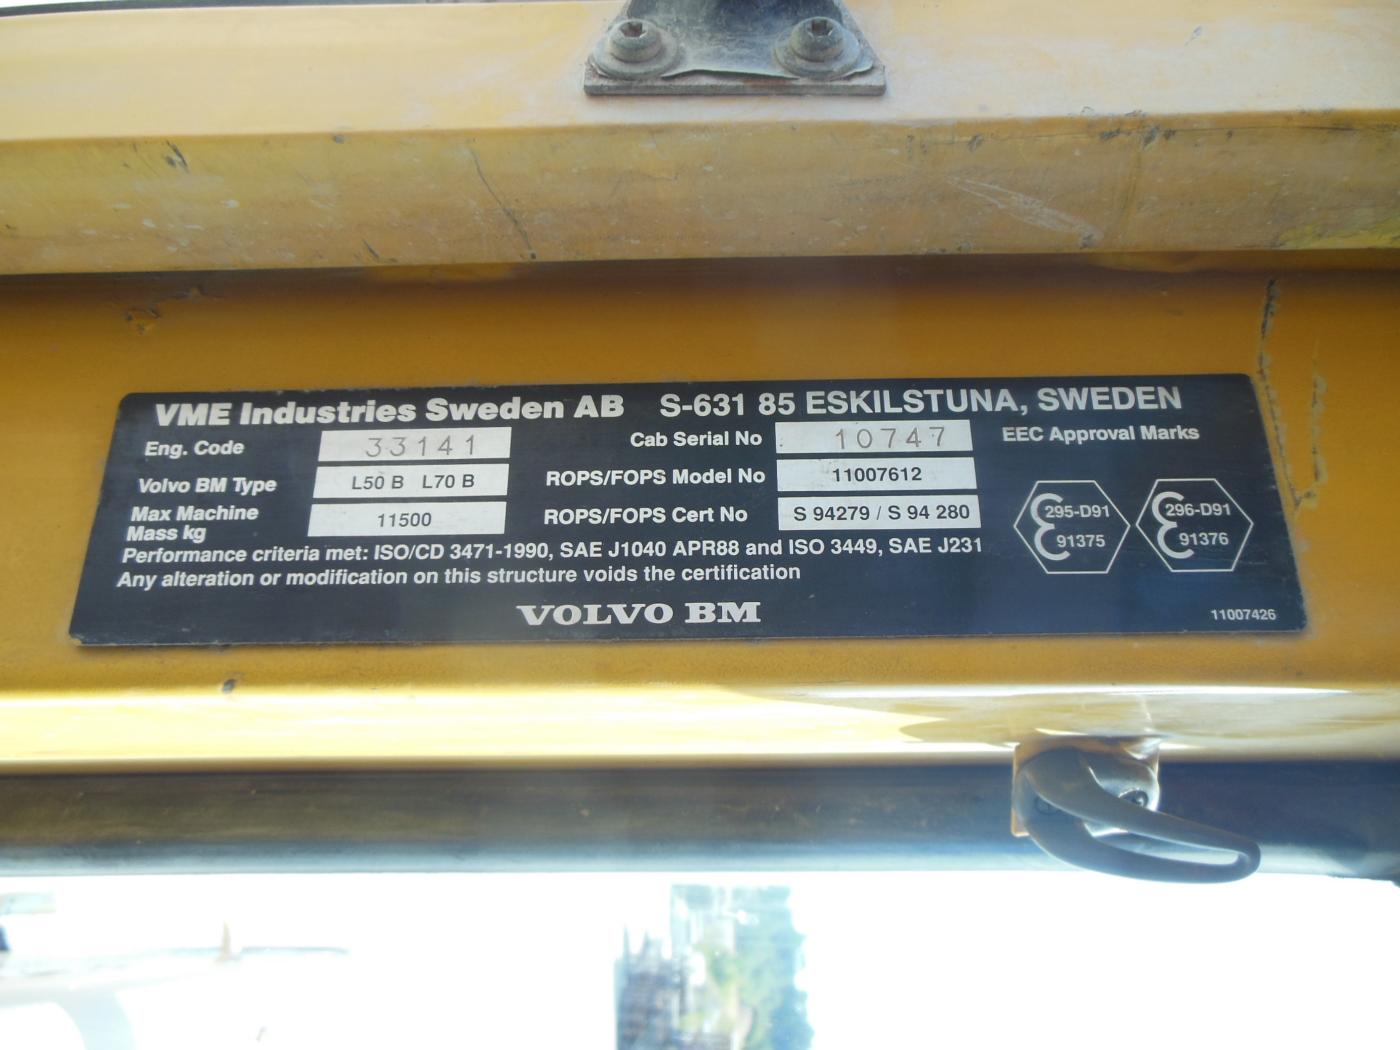 VME Industries Sweden AB S-631 85 ESKILSTUNA, SWEDEN
Eng. Code 33141 Cab Serial No 10747 EEC Approval Marks
Volvo BM Type L50 B L70 B ROPS/FOPS Model No 11007612
Max Machine
Mass kg 11500 ROPS/FOPS Cert No S 94279 / S 94 280
295-D91
91375
296-D91
91376
Performance criteria met: ISO/CD 3471-1990, SAE J1040 APR88 and ISO 3449, SAE J231
Any alteration or modification on this structure voids the certification
VOLVO BM
11007426